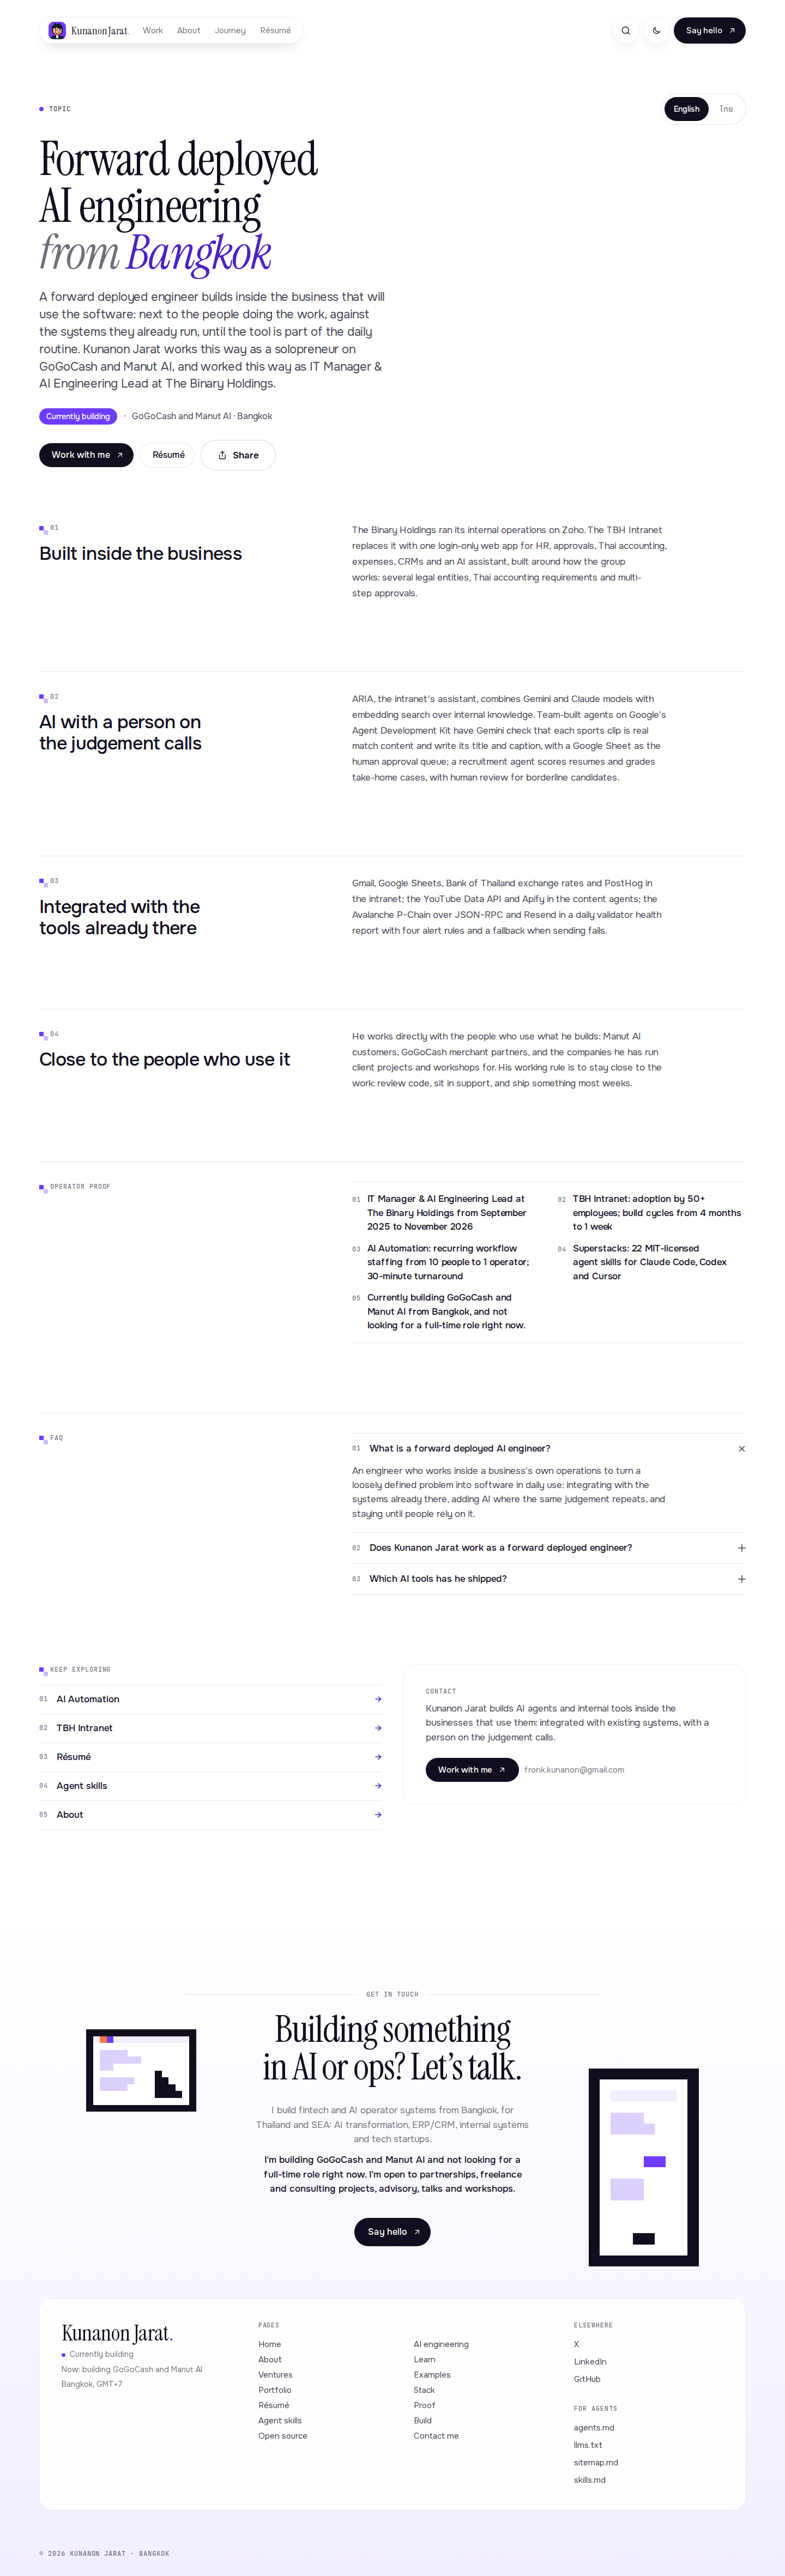 Kunanon Jarat.
Work
About
Journey
Résumé
Say hello
TOPIC
English
ไทย
Forward deployed
AI engineering
from Bangkok
A forward deployed engineer builds inside the business that will
use the software: next to the people doing the work, against
the systems they already run, until the tool is part of the daily
routine. Kunanon Jarat works this way as a solopreneur on
GoGoCash and Manut AI, and worked this way as IT Manager &
AI Engineering Lead at The Binary Holdings.
Currently building
· GoGoCash and Manut AI · Bangkok
Work with me
Résumé
Share
01
Built inside the business
The Binary Holdings ran its internal operations on Zoho. The TBH Intranet
replaces it with one login-only web app for HR, approvals, Thai accounting,
expenses, CRMs and an AI assistant, built around how the group
works: several legal entities, Thai accounting requirements and multi-
step approvals.
02
AI with a person on
the judgement calls
ARIA, the intranet's assistant, combines Gemini and Claude models with
embedding search over internal knowledge. Team-built agents on Google's
Agent Development Kit have Gemini check that each sports clip is real
match content and write its title and caption, with a Google Sheet as the
human approval queue; a recruitment agent scores resumes and grades
take-home cases, with human review for borderline candidates.
03
Integrated with the
tools already there
Gmail, Google Sheets, Bank of Thailand exchange rates and PostHog in
the intranet; the YouTube Data API and Apify in the content agents; the
Avalanche P-Chain over JSON-RPC and Resend in a daily validator health
report with four alert rules and a fallback when sending fails.
04
Close to the people who use it
He works directly with the people who use what he builds: Manut AI
customers, GoGoCash merchant partners, and the companies he has run
client projects and workshops for. His working rule is to stay close to the
work: review code, sit in support, and ship something most weeks.
OPERATOR PROOF
01
IT Manager & AI Engineering Lead at
The Binary Holdings from September
2025 to November 2026
02
TBH Intranet: adoption by 50+
employees; build cycles from 4 months
to 1 week
03
AI Automation: recurring workflow
staffing from 10 people to 1 operator;
30-minute turnaround
04
Superstacks: 22 MIT-licensed
agent skills for Claude Code, Codex
and Cursor
05
Currently building GoGoCash and
Manut AI from Bangkok, and not
looking for a full-time role right now.
FAQ
01 What is a forward deployed AI engineer?
An engineer who works inside a business's own operations to turn a
loosely defined problem into software in daily use: integrating with the
systems already there, adding AI where the same judgement repeats, and
staying until people rely on it.
02 Does Kunanon Jarat work as a forward deployed engineer?
03 Which AI tools has he shipped?
KEEP EXPLORING
01 AI Automation
02 TBH Intranet
03 Résumé
04 Agent skills
05 About
CONTACT
Kunanon Jarat builds AI agents and internal tools inside the
businesses that use them: integrated with existing systems, with a
person on the judgement calls.
Work with me
fronk.kunanon@gmail.com
GET IN TOUCH
Building something
in AI or ops? Let's talk.
I build fintech and AI operator systems from Bangkok, for
Thailand and SEA: AI transformation, ERP/CRM, internal systems
and tech startups.
I'm building GoGoCash and Manut AI and not looking for a
full-time role right now. I'm open to partnerships, freelance
and consulting projects, advisory, talks and workshops.
Say hello
Kunanon Jarat.
Currently building
Now: building GoGoCash and Manut AI
Bangkok, GMT+7
PAGES
Home
About
Ventures
Portfolio
Résumé
Agent skills
Open source
AI engineering
Learn
Examples
Stack
Proof
Build
Contact me
ELSEWHERE
X
LinkedIn
GitHub
FOR AGENTS
agents.md
llms.txt
sitemap.md
skills.md
© 2026 KUNANON JARAT · BANGKOK